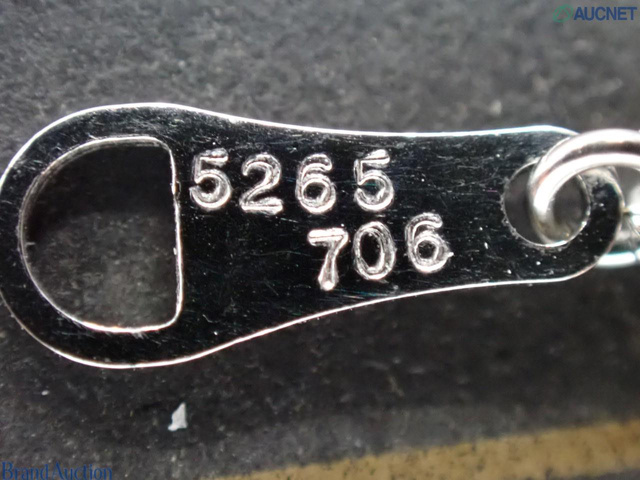 AUCNET
5265
706
Brand Auction